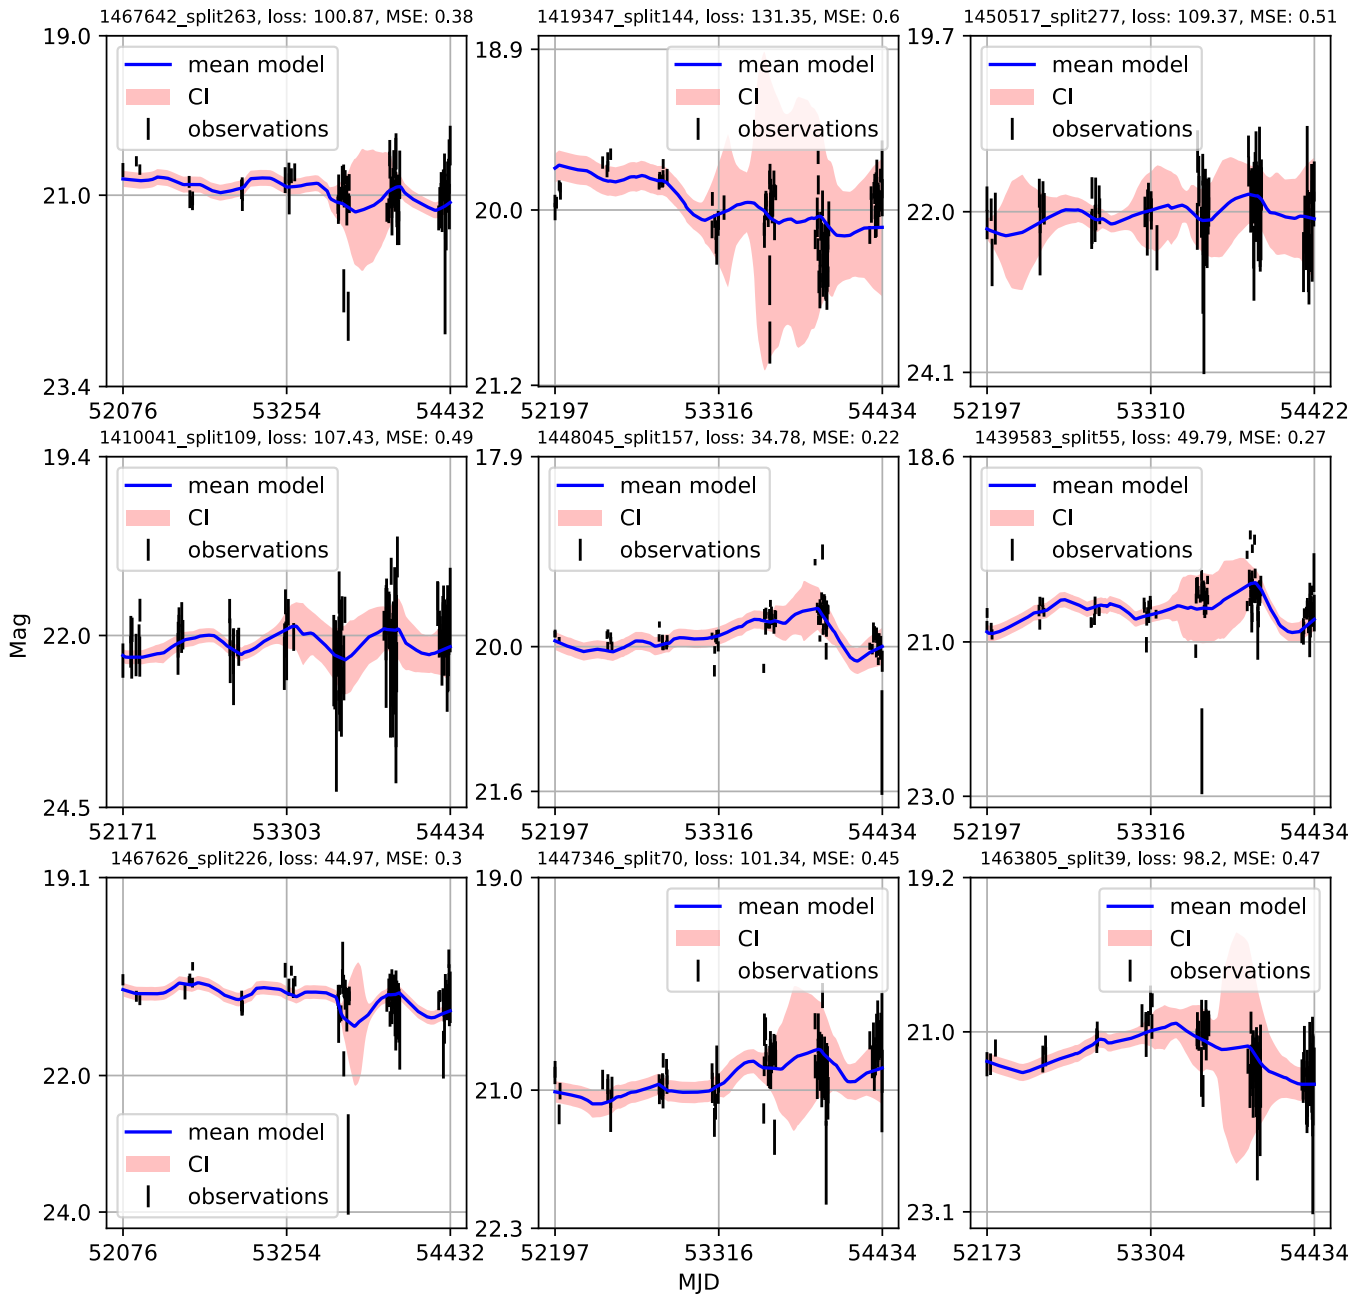 1467642_split263, loss: 100.87, MSE: 0.38
19.0
21.0
23.4
mean model
CI
observations
52076
53254
54432
1419347_split144, loss: 131.35, MSE: 0.6
18.9
20.0
21.2
mean model
CI
observations
52197
53316
54434
1450517_split277, loss: 109.37, MSE: 0.51
19.7
22.0
24.1
mean model
CI
observations
52197
53310
54422
1410041_split109, loss: 107.43, MSE: 0.49
19.4
22.0
24.5
mean model
CI
observations
52171
53303
54434
1448045_split157, loss: 34.78, MSE: 0.22
17.9
20.0
21.6
mean model
CI
observations
52197
53316
54434
1439583_split55, loss: 49.79, MSE: 0.27
18.6
21.0
23.0
mean model
CI
observations
52197
53316
54434
Mag
1467626_split226, loss: 44.97, MSE: 0.3
19.1
22.0
24.0
mean model
CI
observations
52076
53254
54432
1447346_split70, loss: 101.34, MSE: 0.45
19.0
21.0
22.3
mean model
CI
observations
52197
53316
54434
1463805_split39, loss: 98.2, MSE: 0.47
19.2
21.0
23.1
mean model
CI
observations
52173
53304
54434
MJD